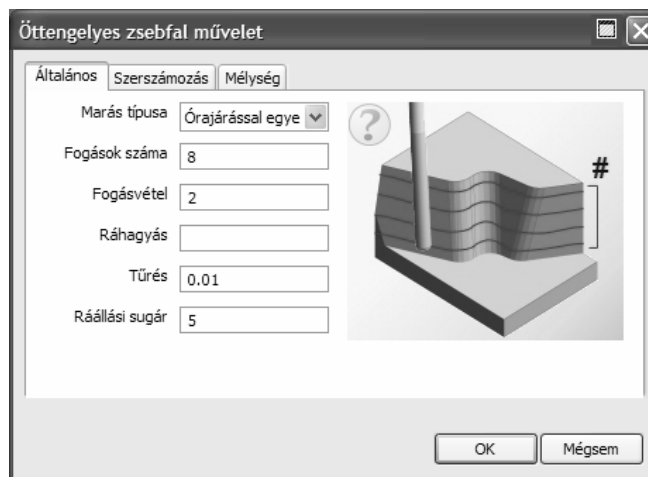 Öttengelyes zsebfal művelet
Általános Szerszámozás Mélység
Marás típusa Órajárással egye
Fogások száma 8
Fogásvétel 2
Ráhagyás
Tűrés 0.01
Ráállási sugár 5
?
#
OK Mégsem